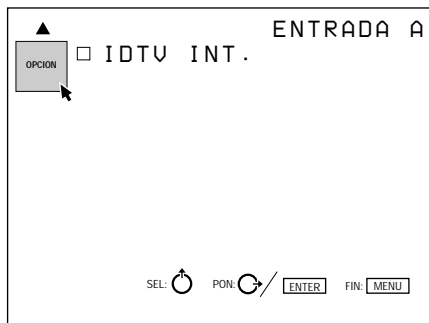 ENTRADA A
OPCION
IDTV INT.
SEL: PON: / ENTER FIN: MENU